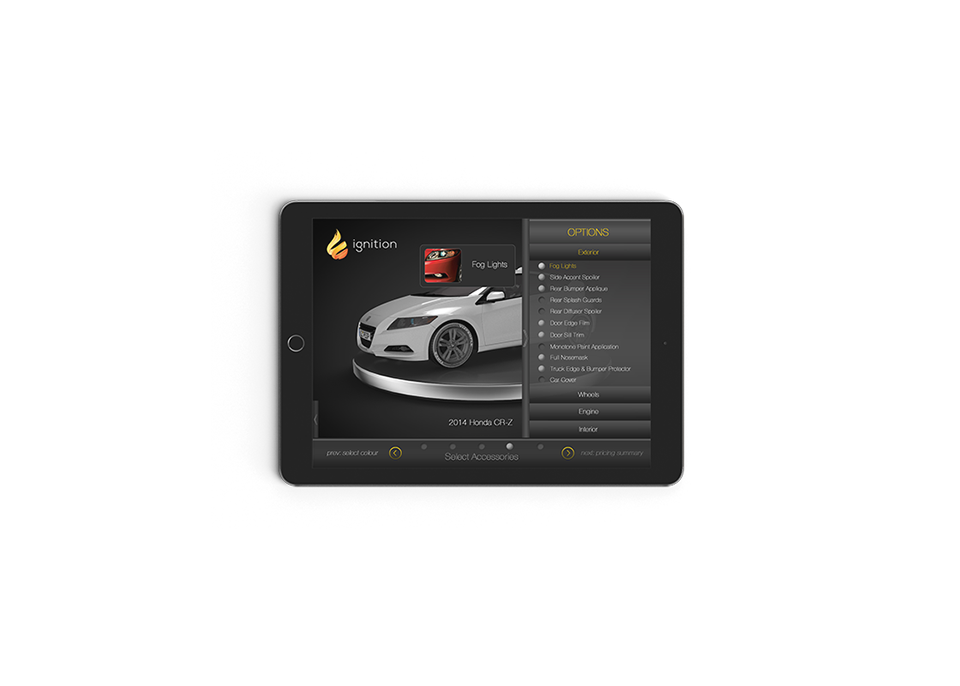 ignition
Fog Lights
2014 Honda CR-Z
OPTIONS
Exterior
Fog Lights
Side Accent Spoiler
Rear Bumper Applique
Rear Splash Guards
Rear Diffuser Spoiler
Door Edge Film
Door Sill Trim
Monotone Paint Application
Full Nosemask
Truck Edge & Bumper Protector
Car Cover
Wheels
Engine
Interior
prev: select colour
Select Accessories
next: pricing summary